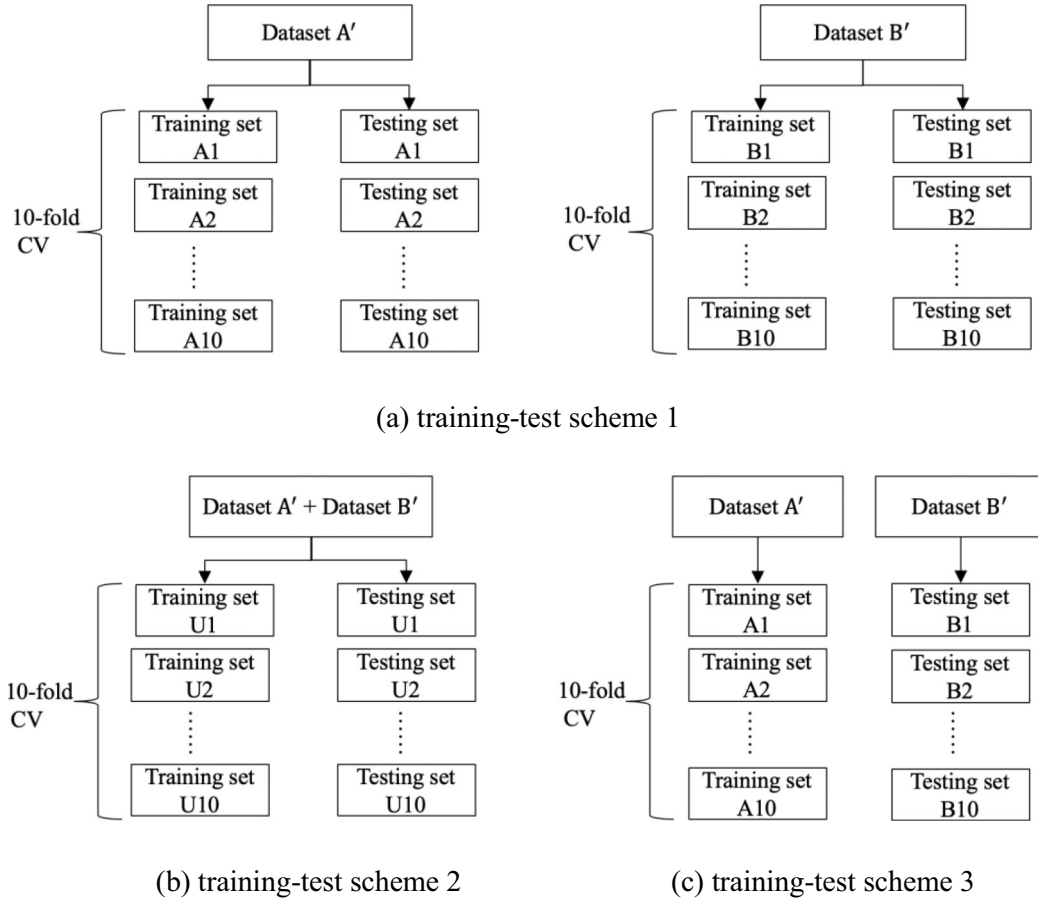 Dataset A′
Training set
A1
Testing set
A1
Training set
A2
Testing set
A2
10-fold
CV
Training set
A10
Testing set
A10
Dataset B′
Training set
B1
Testing set
B1
Training set
B2
Testing set
B2
10-fold
CV
Training set
B10
Testing set
B10
(a) training-test scheme 1
Dataset A′ + Dataset B′
Training set
U1
Testing set
U1
Training set
U2
Testing set
U2
10-fold
CV
Training set
U10
Testing set
U10
(b) training-test scheme 2
Dataset A′
Dataset B′
Training set
A1
Testing set
B1
Training set
A2
Testing set
B2
10-fold
CV
Training set
A10
Testing set
B10
(c) training-test scheme 3